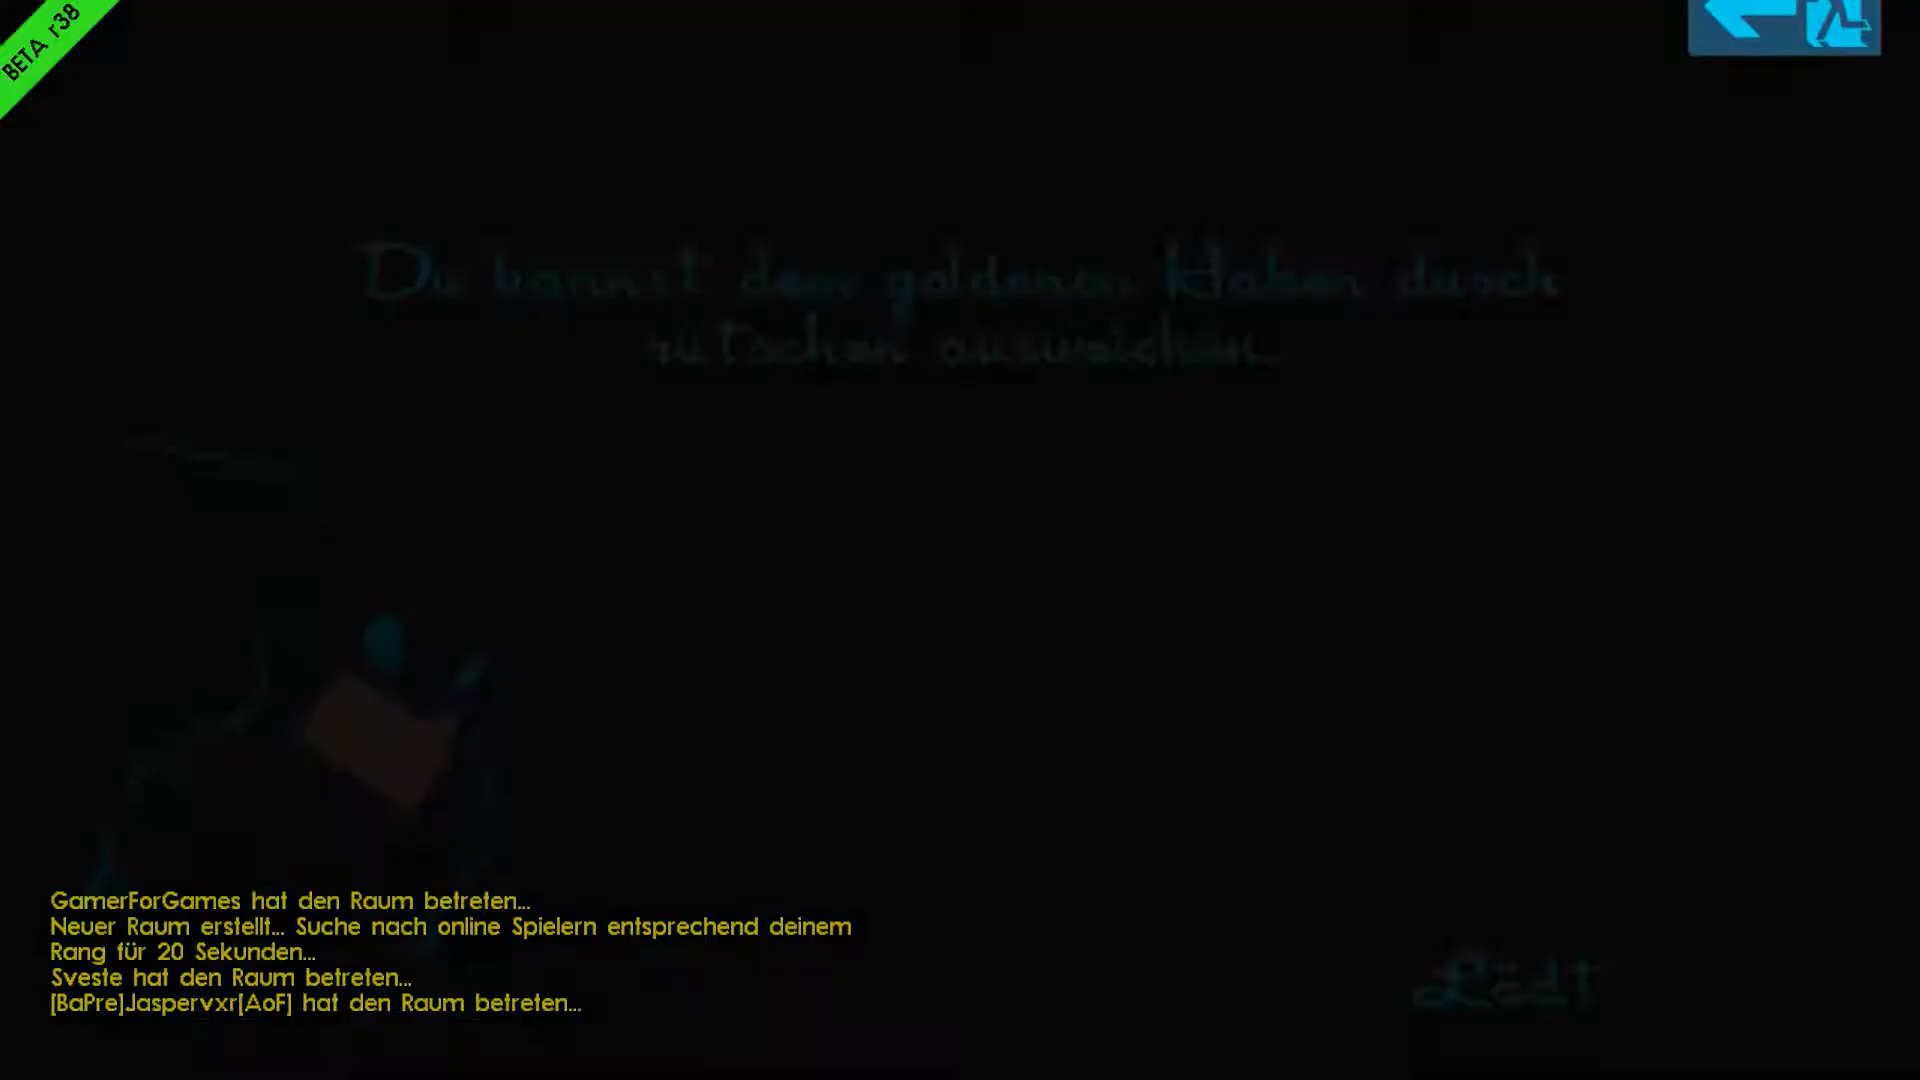 BETA r38
Du kannst dem goldenen Haken durch
rutschen ausweichen.
GamerForGames hat den Raum betreten...
Neuer Raum erstellt... Suche nach online Spielern entsprechend deinem
Rang für 20 Sekunden...
Sveste hat den Raum betreten...
[BaPre]Jaspervxr[AoF] hat den Raum betreten...
Lädt